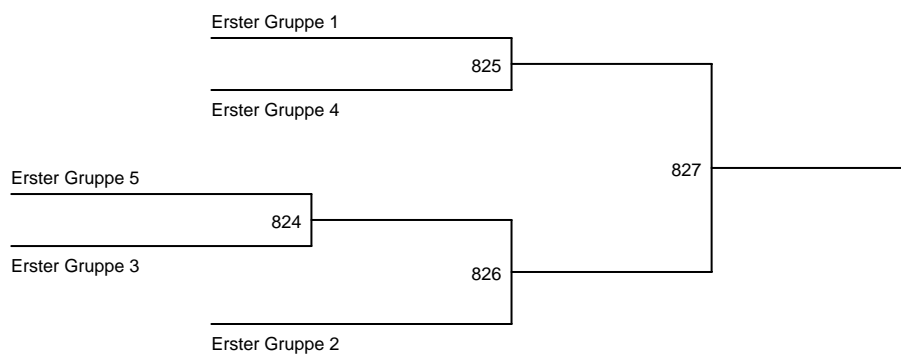 Erster Gruppe 1
825
Erster Gruppe 4
827
Erster Gruppe 5
824
Erster Gruppe 3
826
Erster Gruppe 2